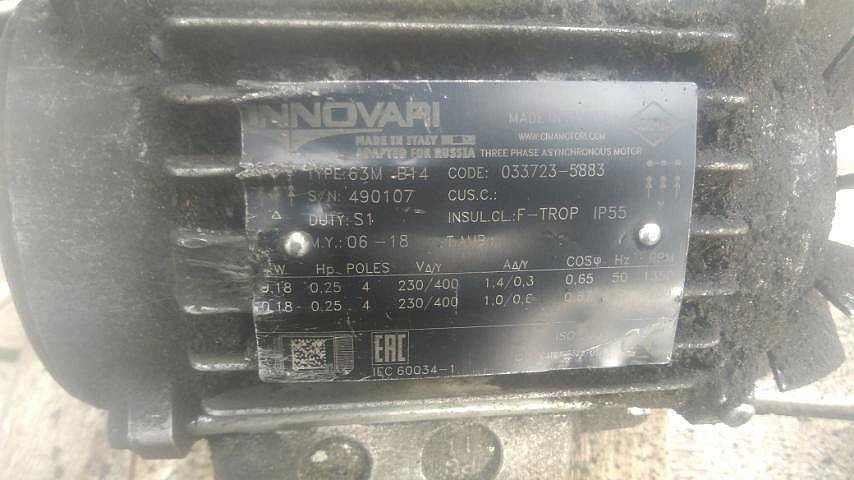 INNOVARI
MADE IN ITALY
ADAPTED FOR RUSSIA
MADE IN
WWW.CIMAMOTORI.COM
THREE PHASE ASYNCHRONOUS MOTOR
TYPE: 63M B14 CODE: 033723-5883
S/N: 490107 CUS.C.:
Δ DUTY: S1 INSUL.CL.: F-TROP IP55 Y
M.Y.: 06-18 T.AMB.:
kW Hp POLES VΔ/Y AΔ/Y COSφ Hz RPM
0,18 0,25 4 230/400 1.4/0,8 0,65 50 1350
0,18 0,25 4 230/400 1.0/0,6
ISO
EAC
IEC 60034-1